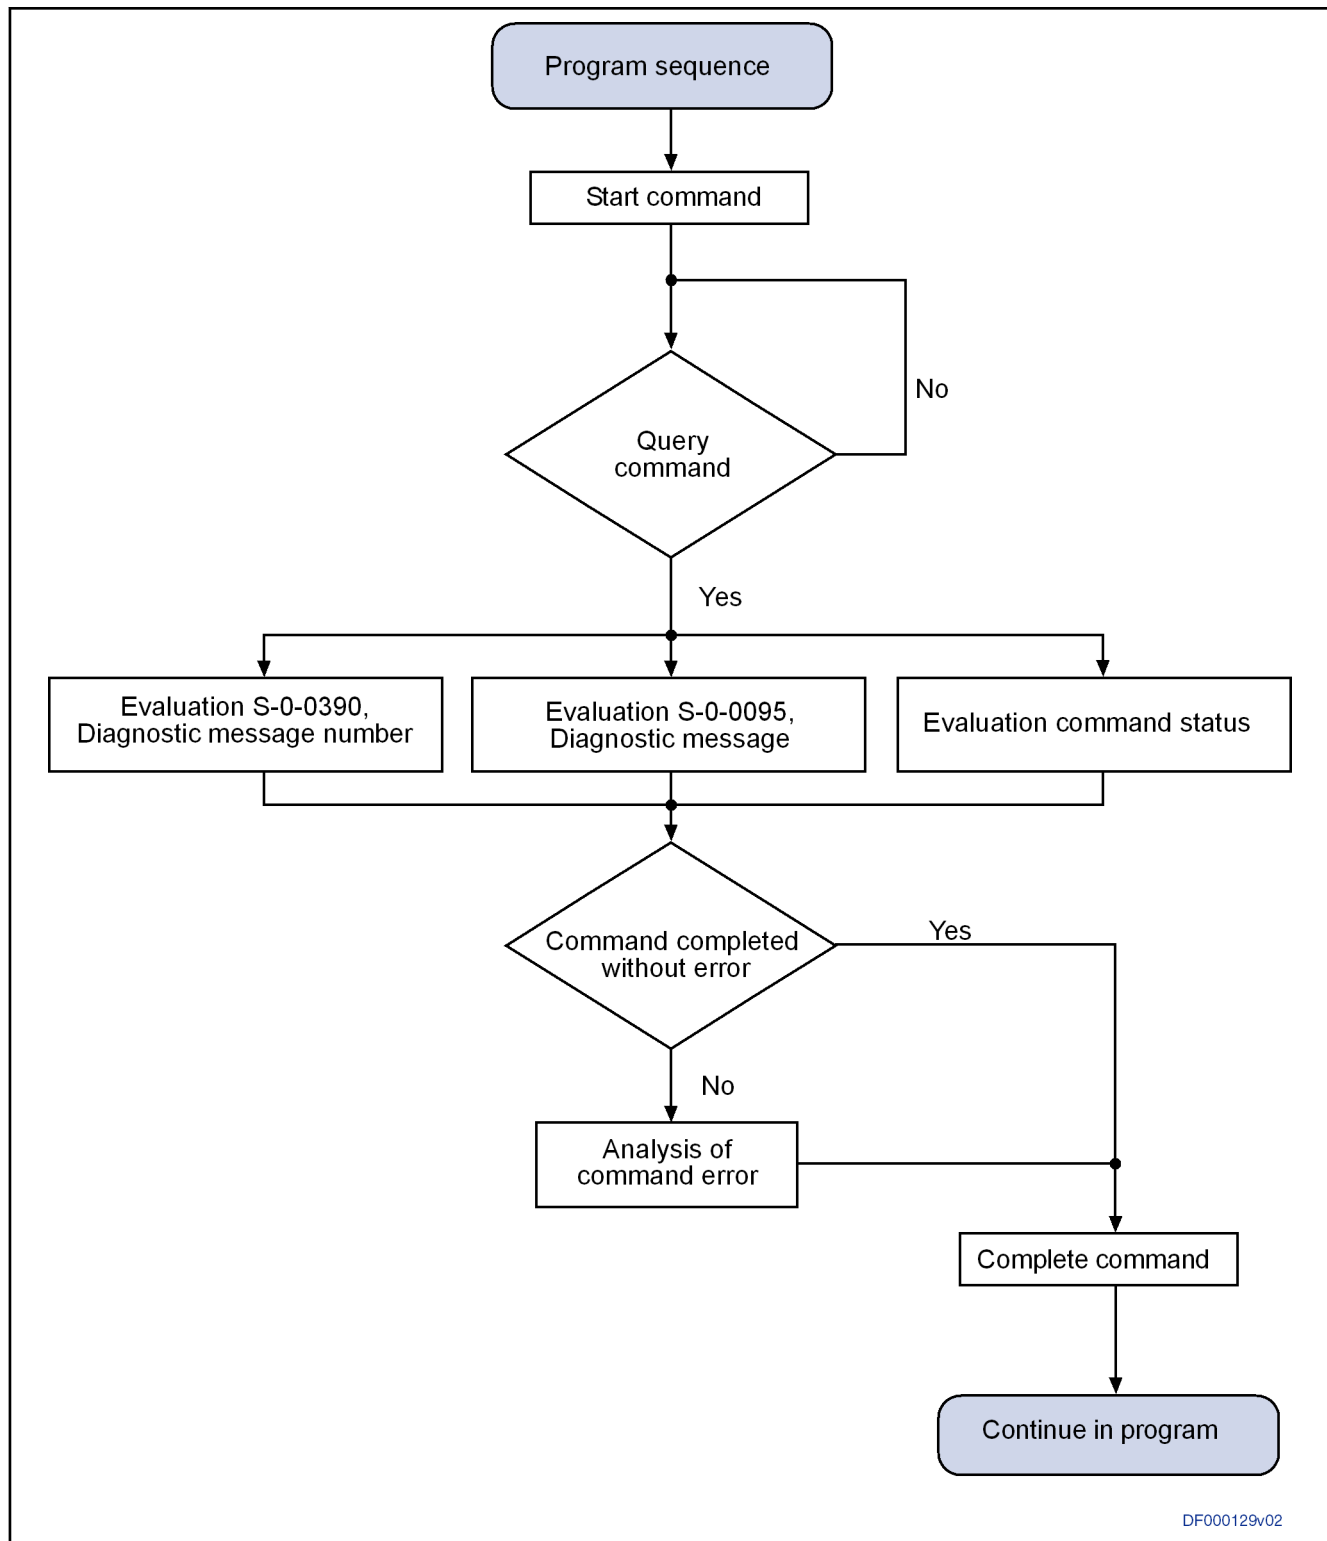 Program sequence
Start command
No
Query
command
Yes
Evaluation S-0-0390,
Diagnostic message number
Evaluation S-0-0095,
Diagnostic message
Evaluation command status
Yes
Command completed
without error
No
Analysis of
command error
Complete command
Continue in program
DF000129v02